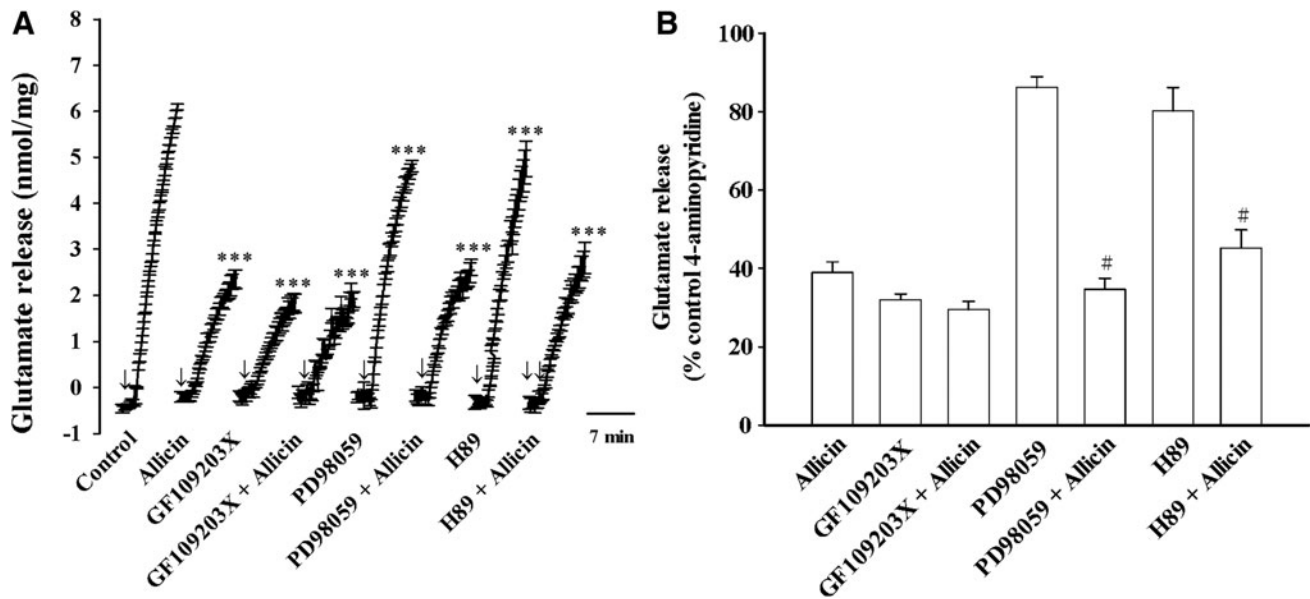 A
Glutamate release (nmol/mg)
8
7
6
5
4
3
2
1
0
-1
***
***
***
***
***
***
***
↓
↓
↓
↓
↓
↓
↓
↓↓
7 min
Control
Allicin
GF109203X
GF109203X + Allicin
PD98059
PD98059 + Allicin
H89
H89 + Allicin
B
Glutamate release
(% control 4-aminopyridine)
100
80
60
40
20
0
#
#
Allicin
GF109203X
GF109203X + Allicin
PD98059
PD98059 + Allicin
H89
H89 + Allicin